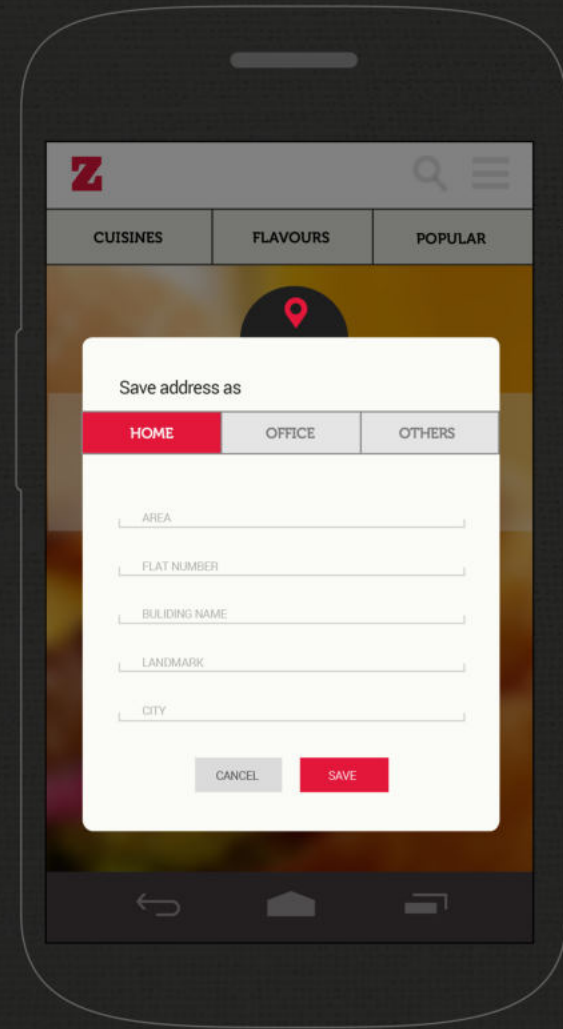 Z
CUISINES FLAVOURS POPULAR
Save address as
HOME OFFICE OTHERS
AREA
FLAT NUMBER
BULIDING NAME
LANDMARK
CITY
CANCEL SAVE